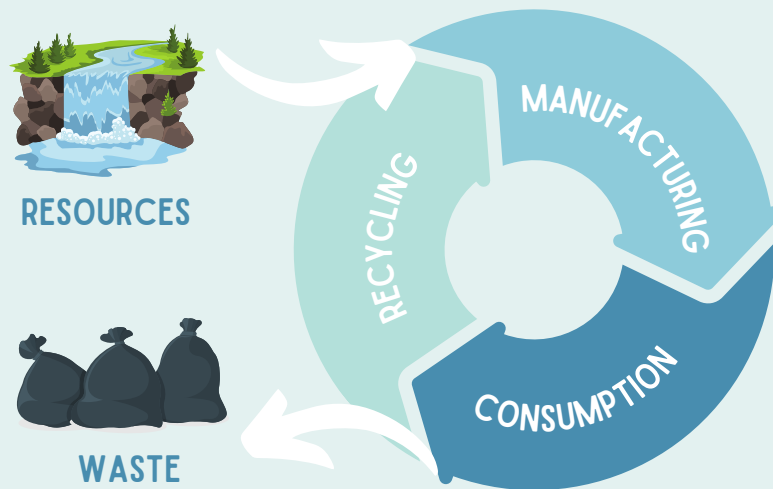 RESOURCES
MANUFACTURING
RECYCLING
CONSUMPTION
WASTE